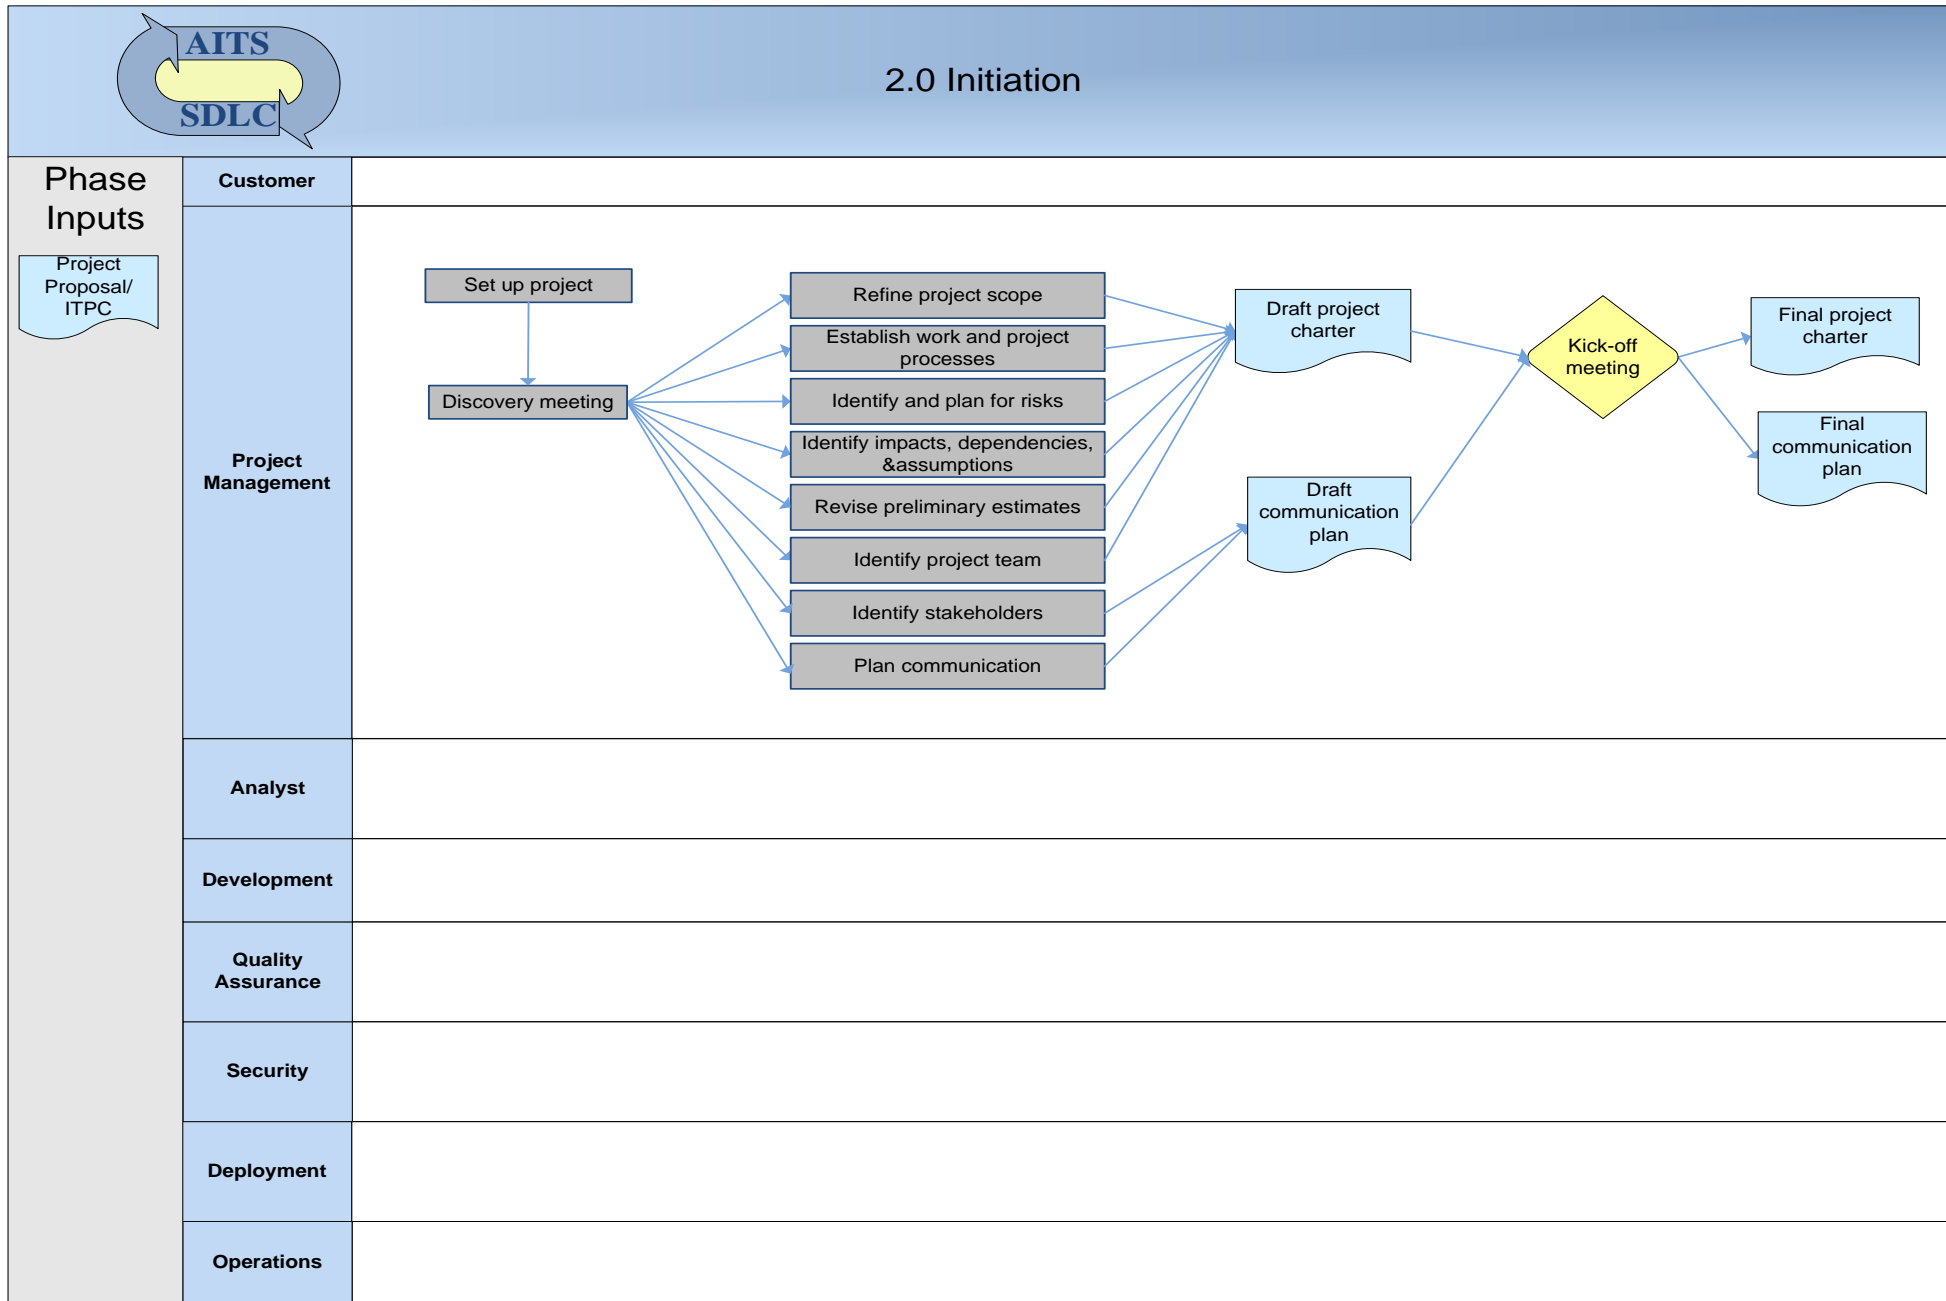 AITS
SDLC
2.0 Initiation
Phase
Inputs
Project
Proposal/
ITPC
Customer
Project
Management
Set up project
Discovery meeting
Refine project scope
Establish work and project
processes
Identify and plan for risks
Identify impacts, dependencies,
&assumptions
Revise preliminary estimates
Identify project team
Identify stakeholders
Plan communication
Draft project
charter
Draft
communication
plan
Kick-off
meeting
Final project
charter
Final
communication
plan
Analyst
Development
Quality
Assurance
Security
Deployment
Operations